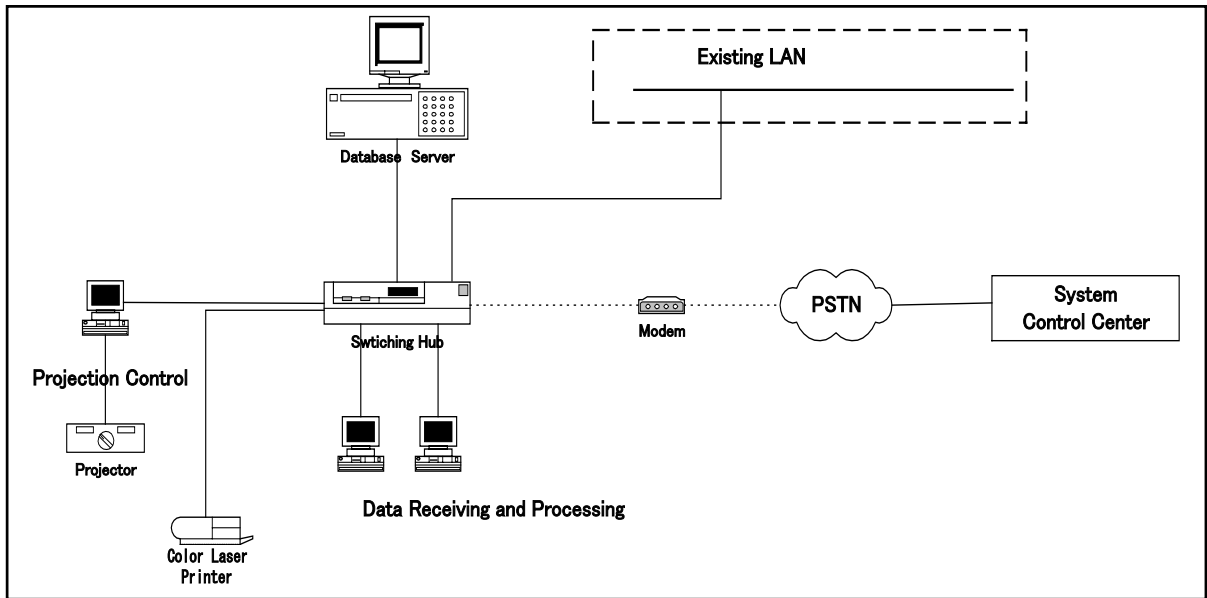 Existing LAN
Database Server
Swtiching Hub
Modem
PSTN
System
Control Center
Projection Control
Projector
Data Receiving and Processing
Color Laser
Printer